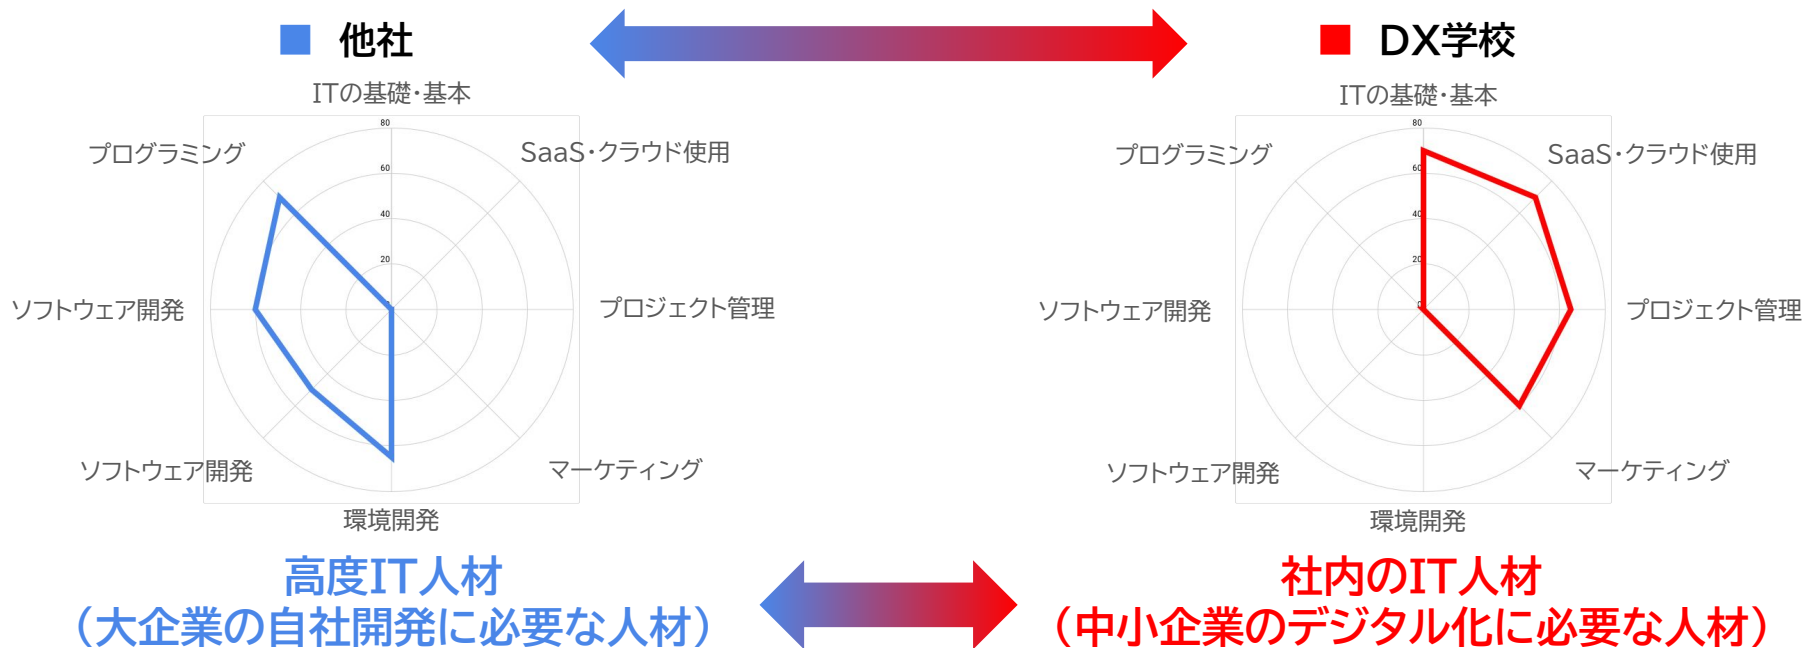 他社
DX学校
ITの基礎・基本
プログラミング
SaaS・クラウド使用
80
60
40
20
0
ソフトウェア開発
プロジェクト管理
ソフトウェア開発
マーケティング
環境開発
高度IT人材
（大企業の自社開発に必要な人材）
ITの基礎・基本
プログラミング
SaaS・クラウド使用
80
60
40
20
0
ソフトウェア開発
プロジェクト管理
ソフトウェア開発
マーケティング
環境開発
社内のIT人材
（中小企業のデジタル化に必要な人材）